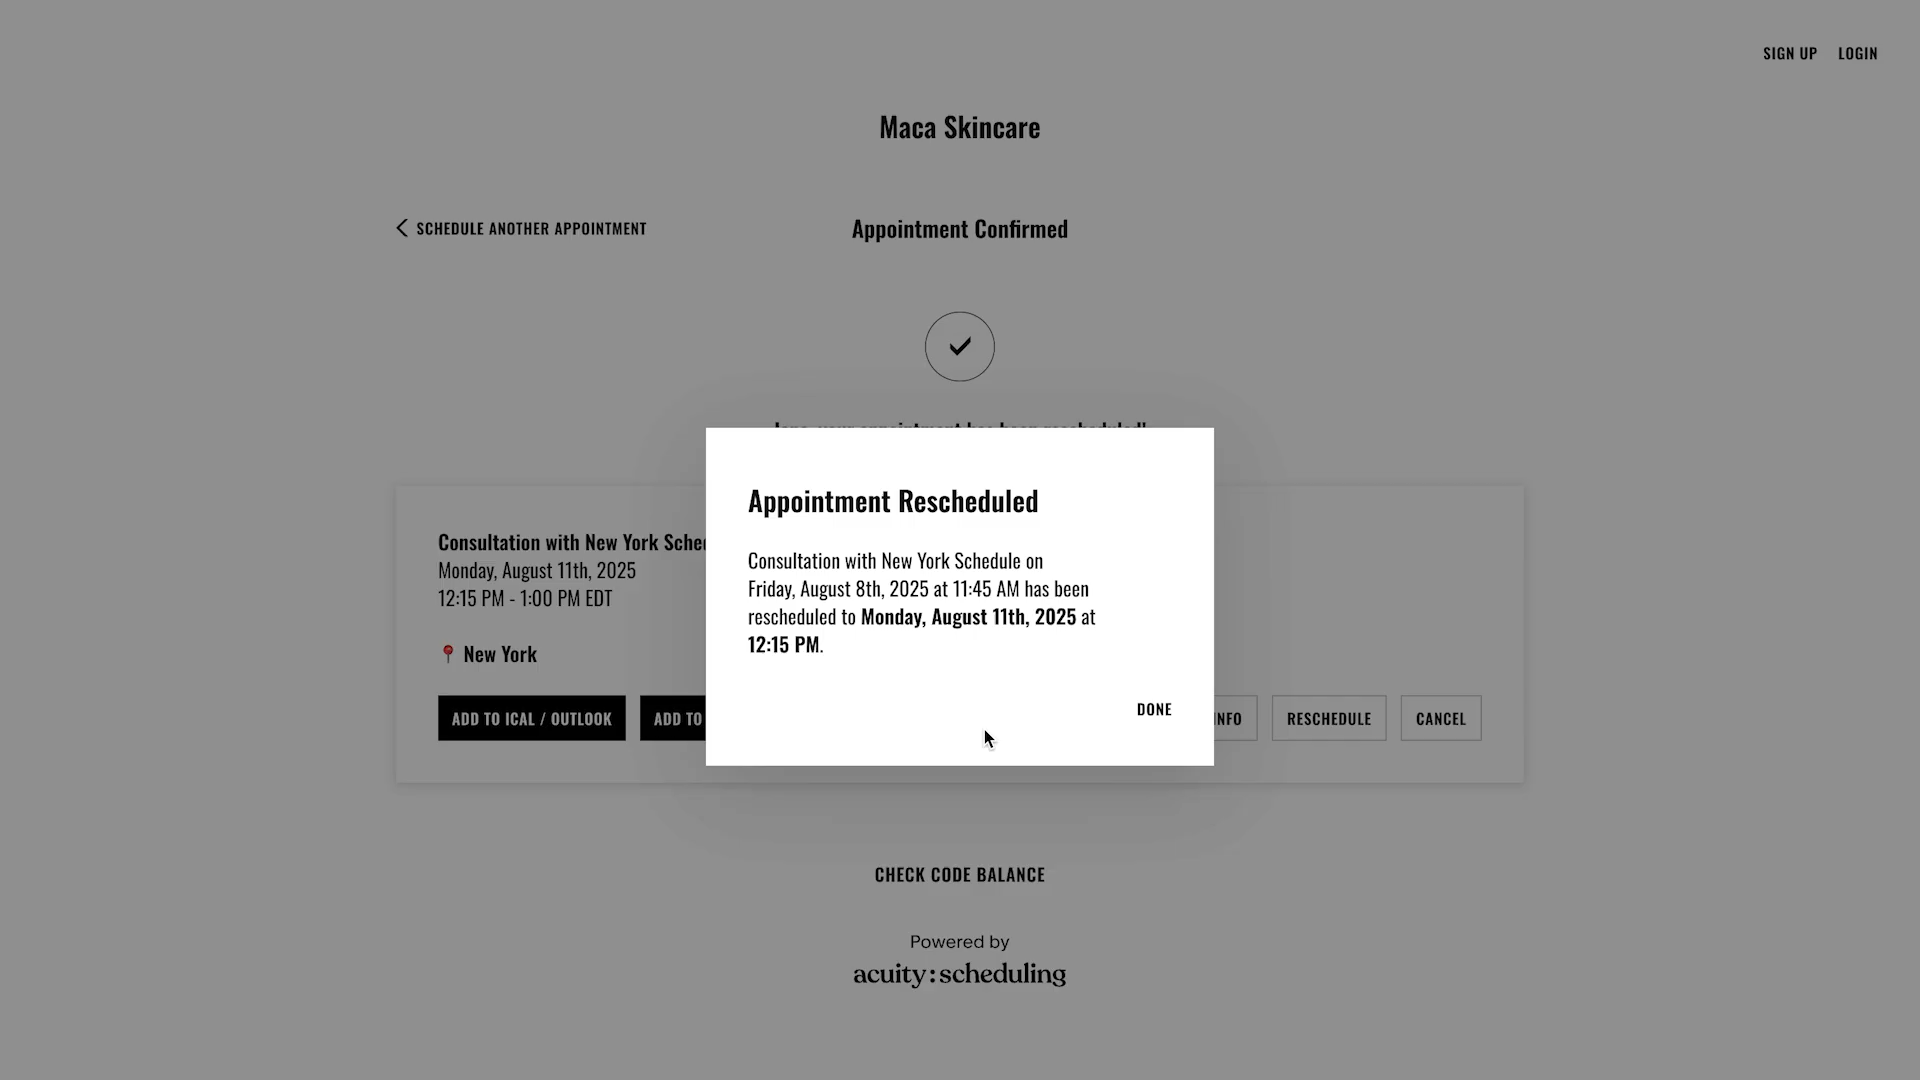 SIGN UP LOGIN
Maca Skincare
SCHEDULE ANOTHER APPOINTMENT
Appointment Confirmed
Appointment Rescheduled
Consultation with New York Schedule on
Friday, August 8th, 2025 at 11:45 AM has been
rescheduled to Monday, August 11th, 2025 at
12:15 PM.
DONE
Consultation with New York
Monday, August 11th, 2025
12:15 PM - 1:00 PM EDT
New York
ADD TO ICAL / OUTLOOK
ADD TO
RESCHEDULE
CANCEL
CHECK CODE BALANCE
Powered by
acuity:scheduling